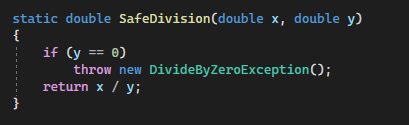 static double SafeDivision(double x, double y)
{
    if (y == 0)
        throw new DivideByZeroException();
    return x / y;
}